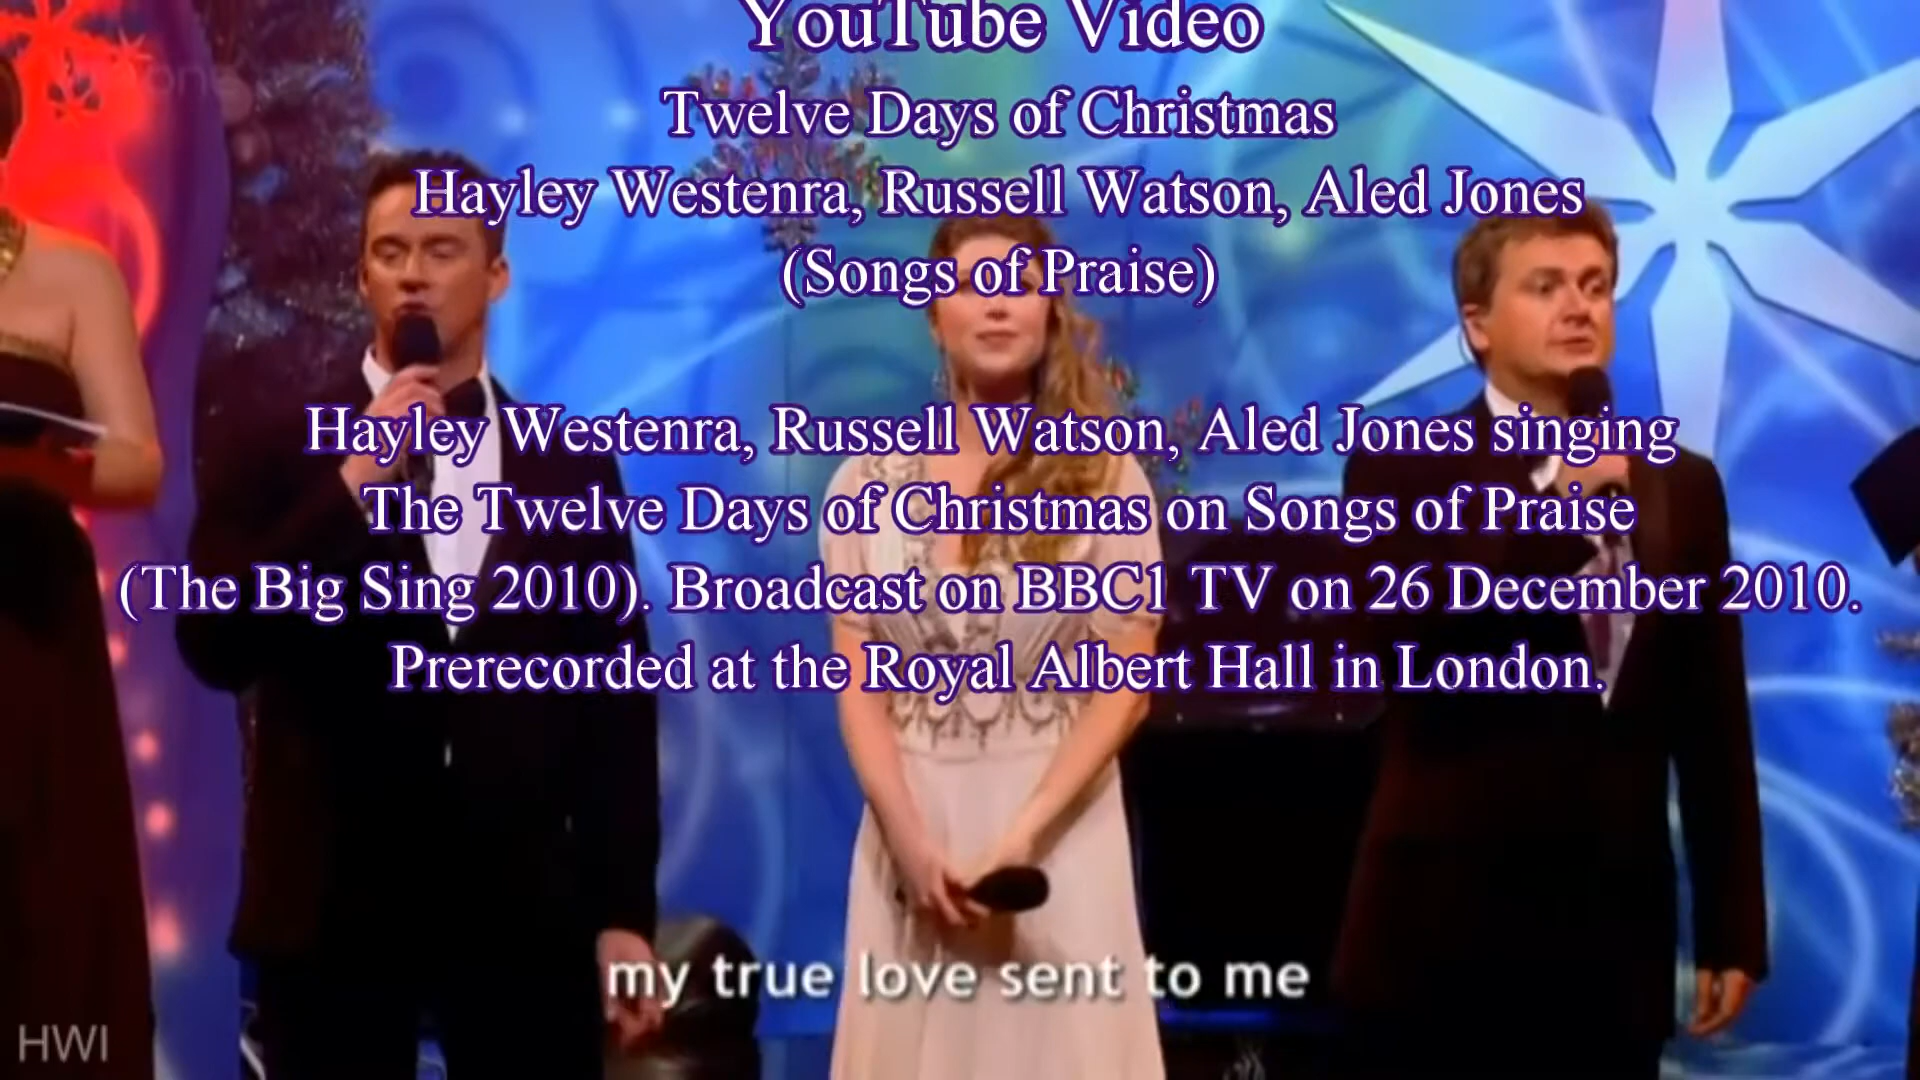 YouTube Video
Twelve Days of Christmas
Hayley Westenra, Russell Watson, Aled Jones
(Songs of Praise)
Hayley Westenra, Russell Watson, Aled Jones singing
The Twelve Days of Christmas on Songs of Praise
(The Big Sing 2010). Broadcast on BBC1 TV on 26 December 2010.
Prerecorded at the Royal Albert Hall in London.
my true love sent to me
HWI